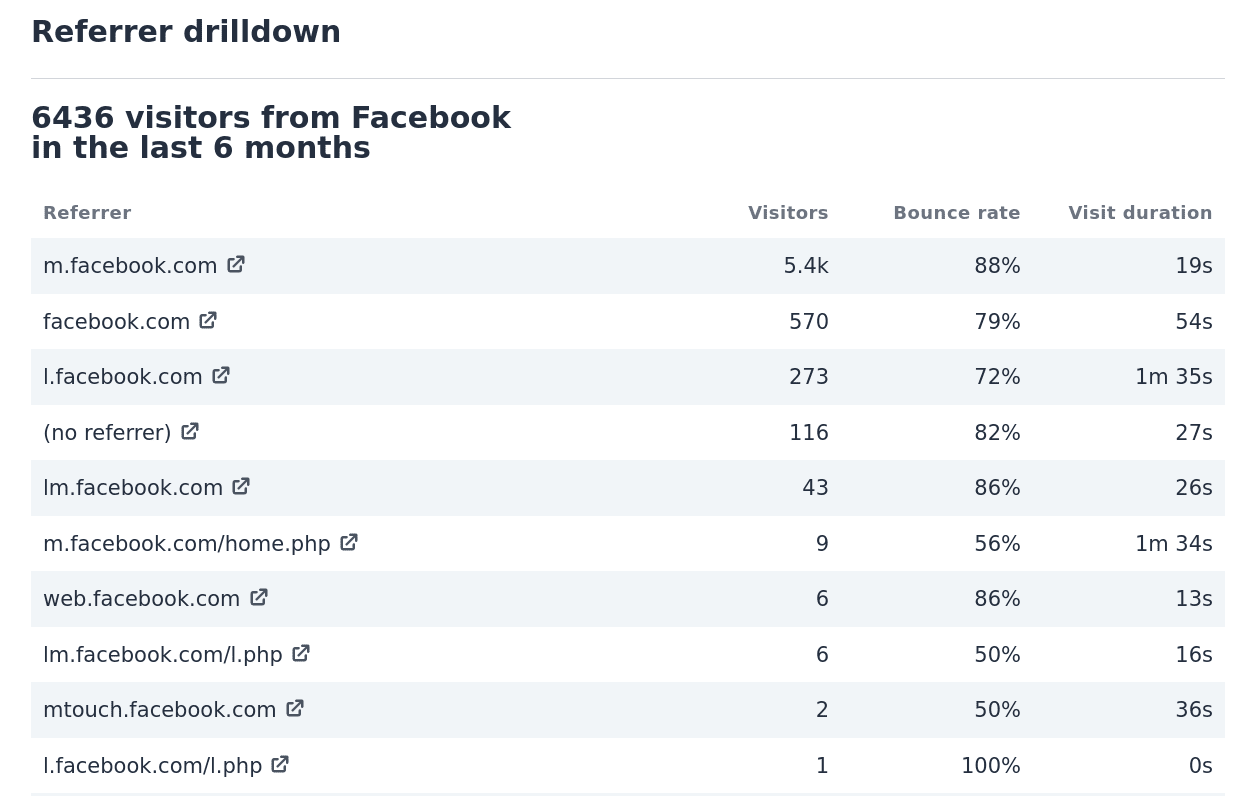 Referrer drilldown
6436 visitors from Facebook
in the last 6 months
Referrer Visitors Bounce rate Visit duration
m.facebook.com 5.4k 88% 19s
facebook.com 570 79% 54s
l.facebook.com 273 72% 1m 35s
(no referrer) 116 82% 27s
lm.facebook.com 43 86% 26s
m.facebook.com/home.php 9 56% 1m 34s
web.facebook.com 6 86% 13s
lm.facebook.com/l.php 6 50% 16s
mtouch.facebook.com 2 50% 36s
l.facebook.com/l.php 1 100% 0s